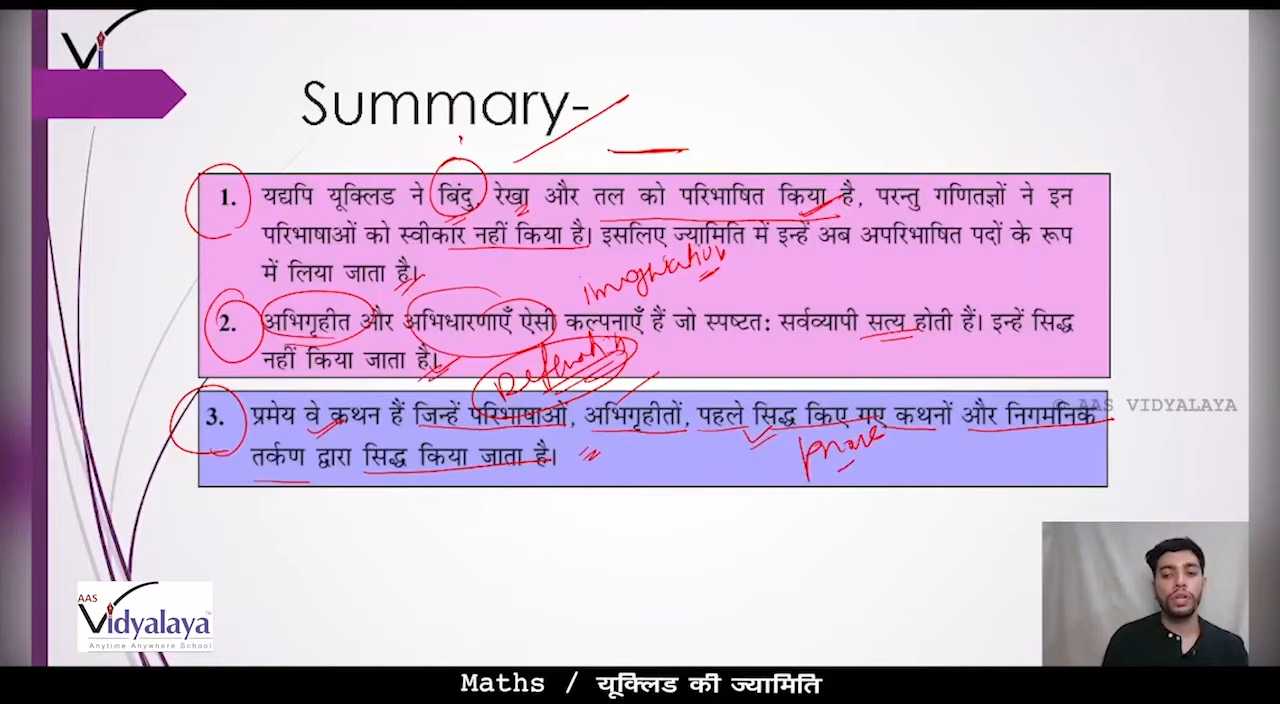 Summary-
1. यद्यपि यूक्लिड ने बिंदु, रेखा और तल को परिभाषित किया है, परन्तु गणितज्ञों ने इन
परिभाषाओं को स्वीकार नहीं किया है। इसलिए ज्यामिति में इन्हें अब अपरिभाषित पदों के रूप
में लिया जाता है।
imagination
2. अभिगृहीत और अभिधारणाएँ ऐसी कल्पनाएँ हैं जो स्पष्टत: सर्वव्यापी सत्य होती हैं। इन्हें सिद्ध
नहीं किया जाता है।
3. प्रमेय वे कथन हैं जिन्हें परिभाषाओं, अभिगृहीतों, पहले सिद्ध किए गए कथनों और निगमनिक
तर्कण द्वारा सिद्ध किया जाता है।
prove
© AAS VIDYALAYA
AAS
Vidyalaya
Anytime Anywhere School
Maths / यूक्लिड की ज्यामिति